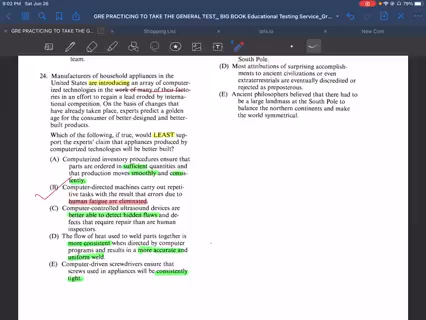 9:02 PM Sat Jun 26
79%
GRE PRACTICING TO TAKE THE GENERAL TEST_ BIG BOOK Educational Testing Service_Gr...
Shopping List
New Com
team.
24. Manufacturers of household appliances in the
United States are introducing an array of computer-
ized technologies in the work of many of their facto-
ries in an effort to regain a lead eroded by interna-
tional competition. On the basis of changes that
have already taken place, experts predict a golden
age for the consumer of better-designed and better-
built products.
Which of the following, if true, would LEAST sup-
port the experts' claim that appliances produced by
computerized technologies will be better built?
(A) Computerized inventory procedures ensure that
parts are ordered in sufficient quantities and
that production moves smoothly and consis-
tently.
(B) Computer-directed machines carry out repeti-
tive tasks with the result that errors due to
human fatigue are eliminated.
(C) Computer-controlled ultrasound devices are
better able to detect hidden flaws and de-
fects that require repair than are human
inspectors.
(D) The flow of heat used to weld parts together is
more consistent when directed by computer
programs and results in a more accurate and
uniform weld.
(E) Computer-driven screwdrivers ensure that
screws used in appliances will be consistently
tight.
South Pole.
(D) Most attributions of surprising accomplish-
ments to ancient civilizations or even
extraterrestrials are eventually discredited or
rejected as preposterous.
(E) Ancient philosophers believed that there had
to be a large landmass at the South Pole to
balance the northern continents and make
the world symmetrical.